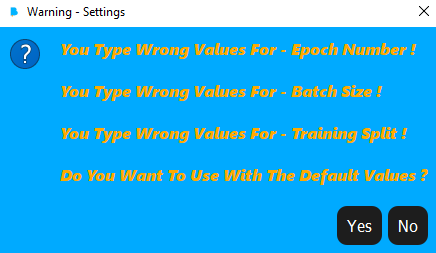 Warning - Settings
?
You Type Wrong Values For - Epoch Number !
You Type Wrong Values For - Batch Size !
You Type Wrong Values For - Training Split !
Do You Want To Use With The Default Values ?
Yes No